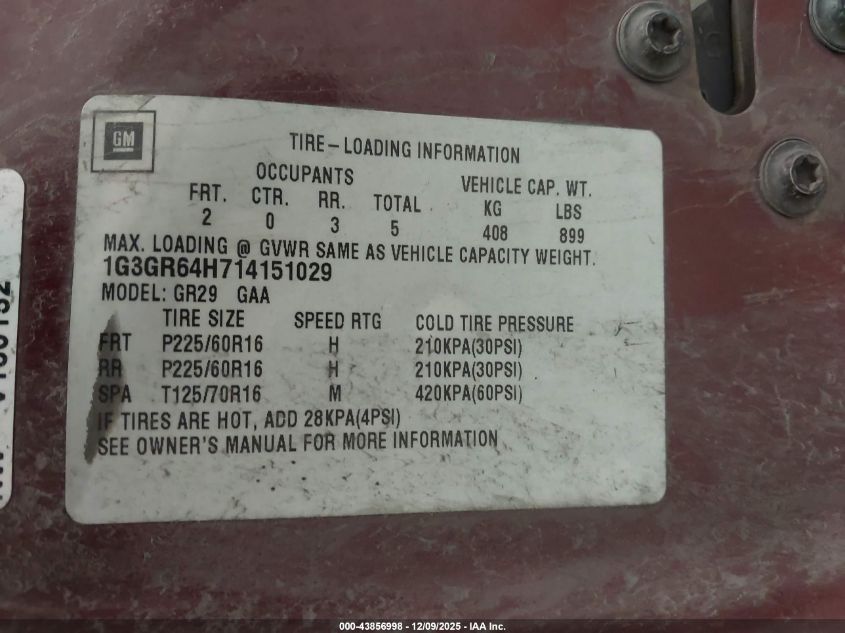 GM
TIRE-LOADING INFORMATION
OCCUPANTS VEHICLE CAP. WT.
FRT. CTR. RR. TOTAL KG LBS
2 0 3 5 408 899
MAX. LOADING @ GVWR SAME AS VEHICLE CAPACITY WEIGHT.
1G3GR64H714151029
MODEL: GR29 GAA
TIRE SIZE SPEED RTG COLD TIRE PRESSURE
FRT P225/60R16 H 210KPA(30PSI)
RR P225/60R16 H 210KPA(30PSI)
SPA T125/70R16 M 420KPA(60PSI)
IF TIRES ARE HOT, ADD 28KPA(4PSI)
SEE OWNER'S MANUAL FOR MORE INFORMATION
000-43856998 - 12/09/2025 - IAA Inc.